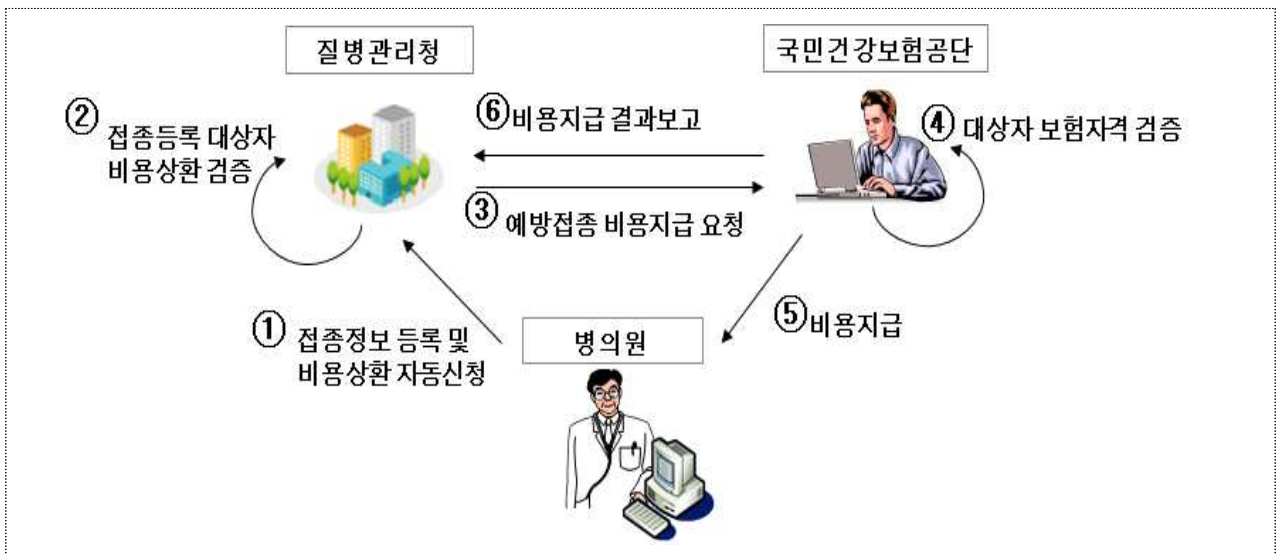 질병관리청
국민건강보험공단
② 접종등록 대상자
비용상환 검증
⑥비용지급 결과보고
④ 대상자 보험자격 검증
③ 예방접종 비용지급 요청
① 접종정보 등록 및
비용상환 자동신청
병의원
⑤비용지급